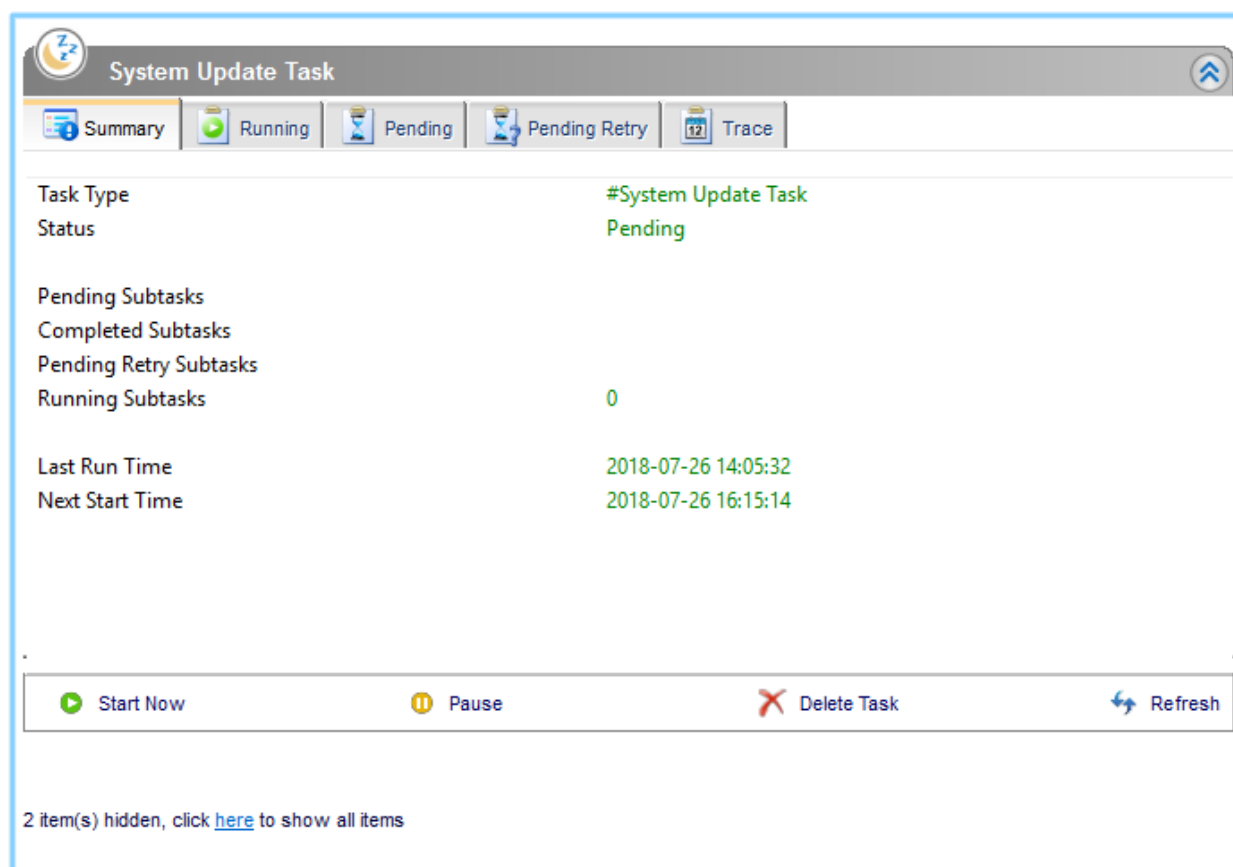 System Update Task
Summary Running Pending Pending Retry Trace
Task Type #System Update Task
Status Pending
Pending Subtasks
Completed Subtasks
Pending Retry Subtasks
Running Subtasks 0
Last Run Time 2018-07-26 14:05:32
Next Start Time 2018-07-26 16:15:14
Start Now Pause Delete Task Refresh
2 item(s) hidden, click here to show all items